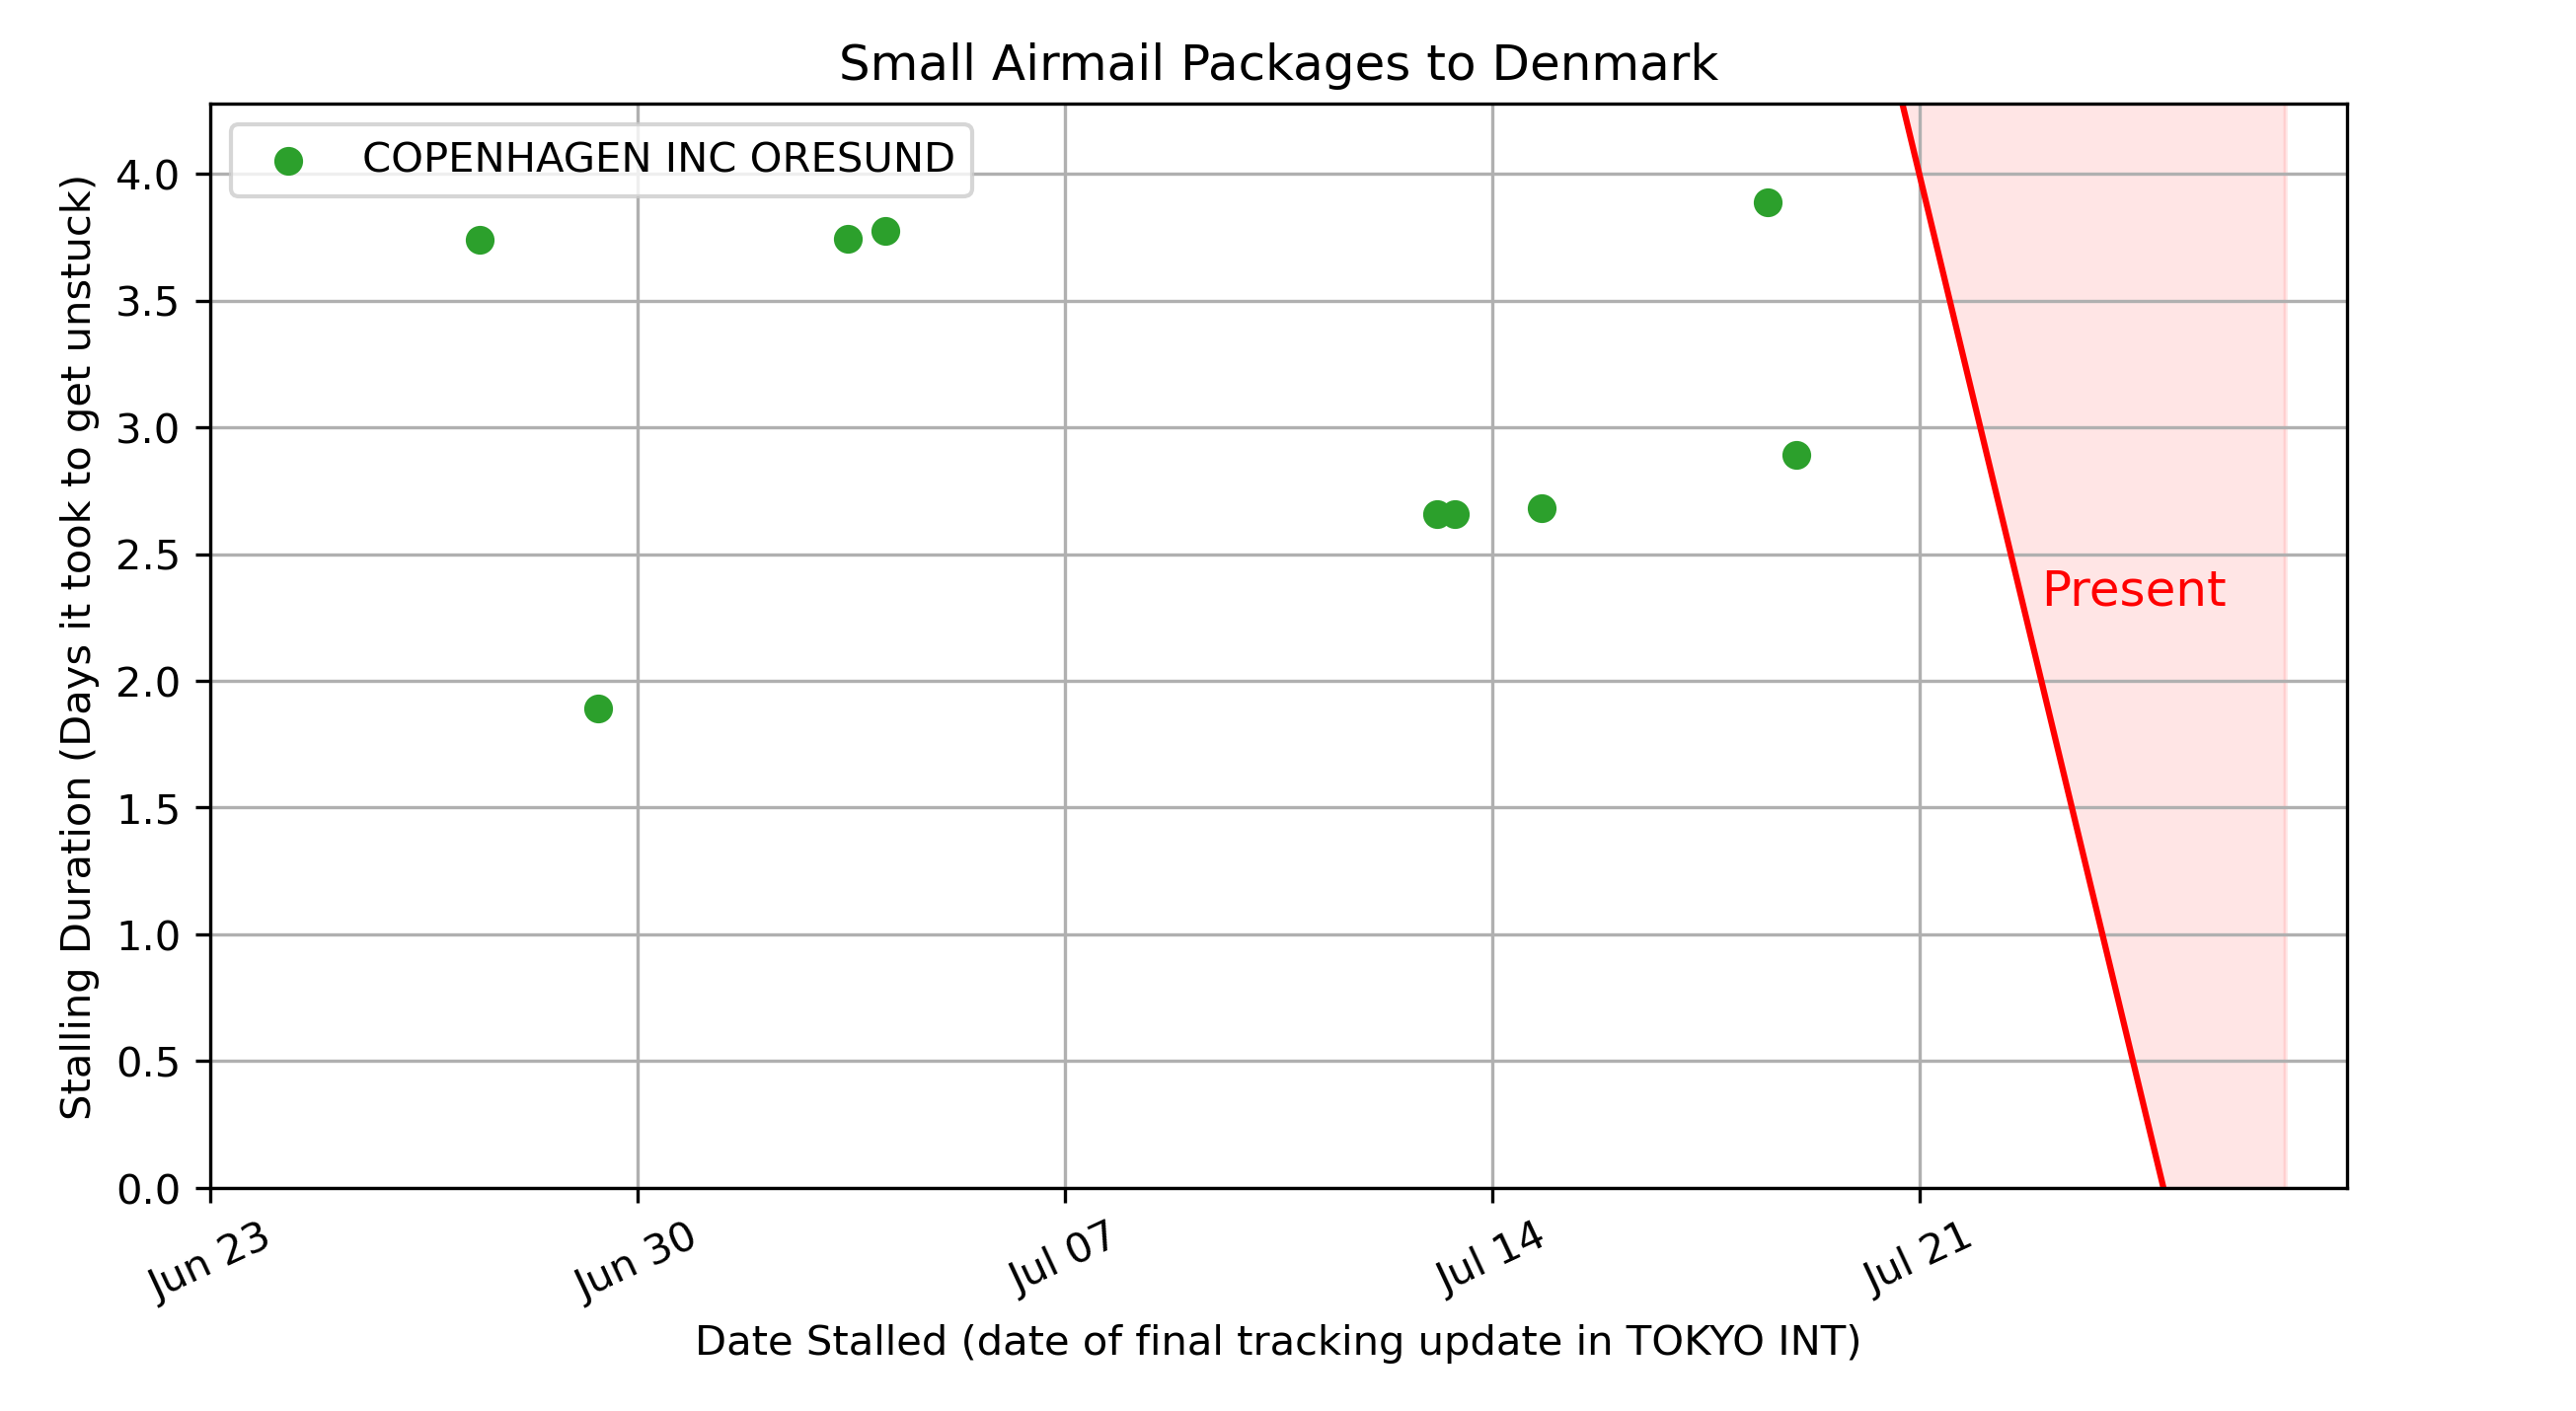 Small Airmail Packages to Denmark
COPENHAGEN INC ORESUND
Stalling Duration (Days it took to get unstuck)
4.0
3.5
3.0
2.5
2.0
1.5
1.0
0.5
0.0
Present
Jun 23
Jun 30
Jul 07
Jul 14
Jul 21
Date Stalled (date of final tracking update in TOKYO INT)